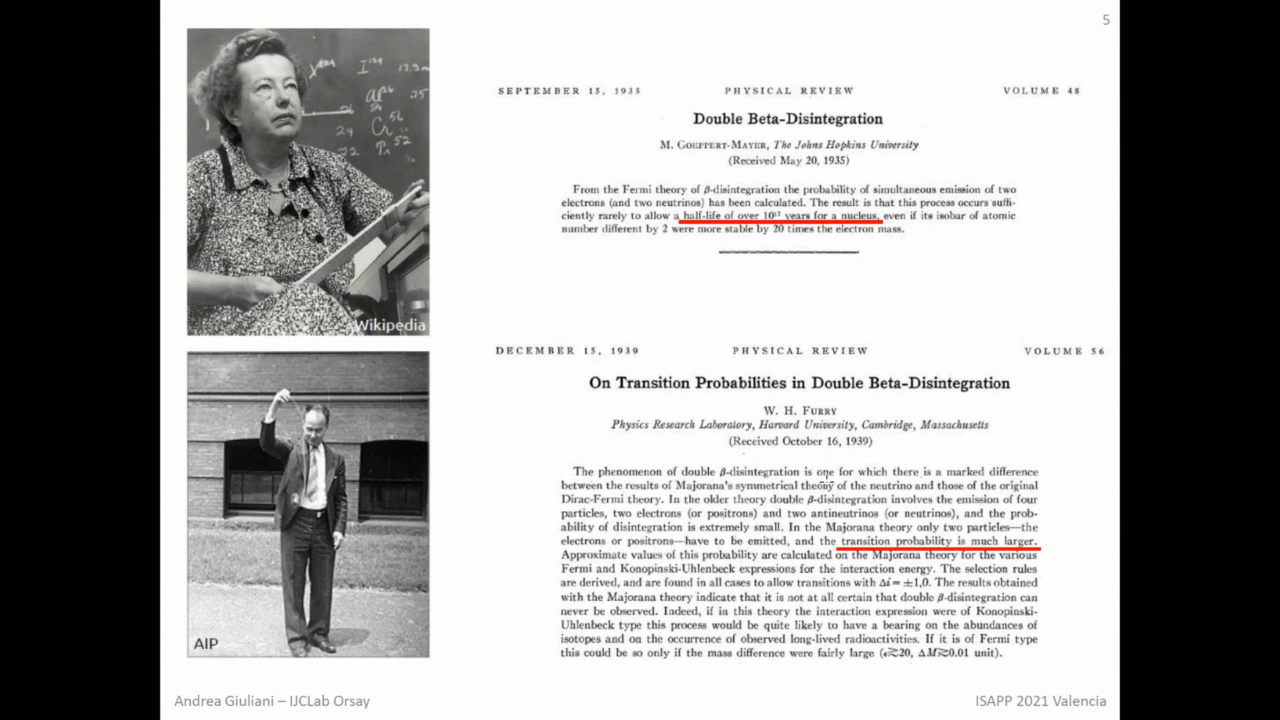 5
Wikipedia
SEPTEMBER 15, 1935 PHYSICAL REVIEW VOLUME 48
Double Beta-Disintegration
M. GOEPPERT-MAYER, The Johns Hopkins University
(Received May 20, 1935)
From the Fermi theory of β-disintegration the probability of simultaneous emission of two
electrons (and two neutrinos) has been calculated. The result is that this process occurs suffi-
ciently rarely to allow a half-life of over 10¹⁷ years for a nucleus, even if its isobar of atomic
number different by 2 were more stable by 20 times the electron mass.
AIP
DECEMBER 15, 1939 PHYSICAL REVIEW VOLUME 56
On Transition Probabilities in Double Beta-Disintegration
W. H. FURRY
Physics Research Laboratory, Harvard University, Cambridge, Massachusetts
(Received October 16, 1939)
The phenomenon of double β-disintegration is one for which there is a marked difference
between the results of Majorana's symmetrical theory of the neutrino and those of the original
Dirac-Fermi theory. In the older theory double β-disintegration involves the emission of four
particles, two electrons (or positrons) and two antineutrinos (or neutrinos), and the prob-
ability of disintegration is extremely small. In the Majorana theory only two particles—the
electrons or positrons—have to be emitted, and the transition probability is much larger.
Approximate values of this probability are calculated on the Majorana theory for the various
Fermi and Konopinski-Uhlenbeck expressions for the interaction energy. The selection rules
are derived, and are found in all cases to allow transitions with Δi = ±1,0. The results obtained
with the Majorana theory indicate that it is not at all certain that double β-disintegration can
never be observed. Indeed, if in this theory the interaction expression were of Konopinski-
Uhlenbeck type this process would be quite likely to have a bearing on the abundances of
isotopes and on the occurrence of observed long-lived radioactivities. If it is of Fermi type
this could be so only if the mass difference were fairly large (ϵ≳20, ΔM≳0.01 unit).
Andrea Giuliani – IJCLab Orsay ISAPP 2021 Valencia